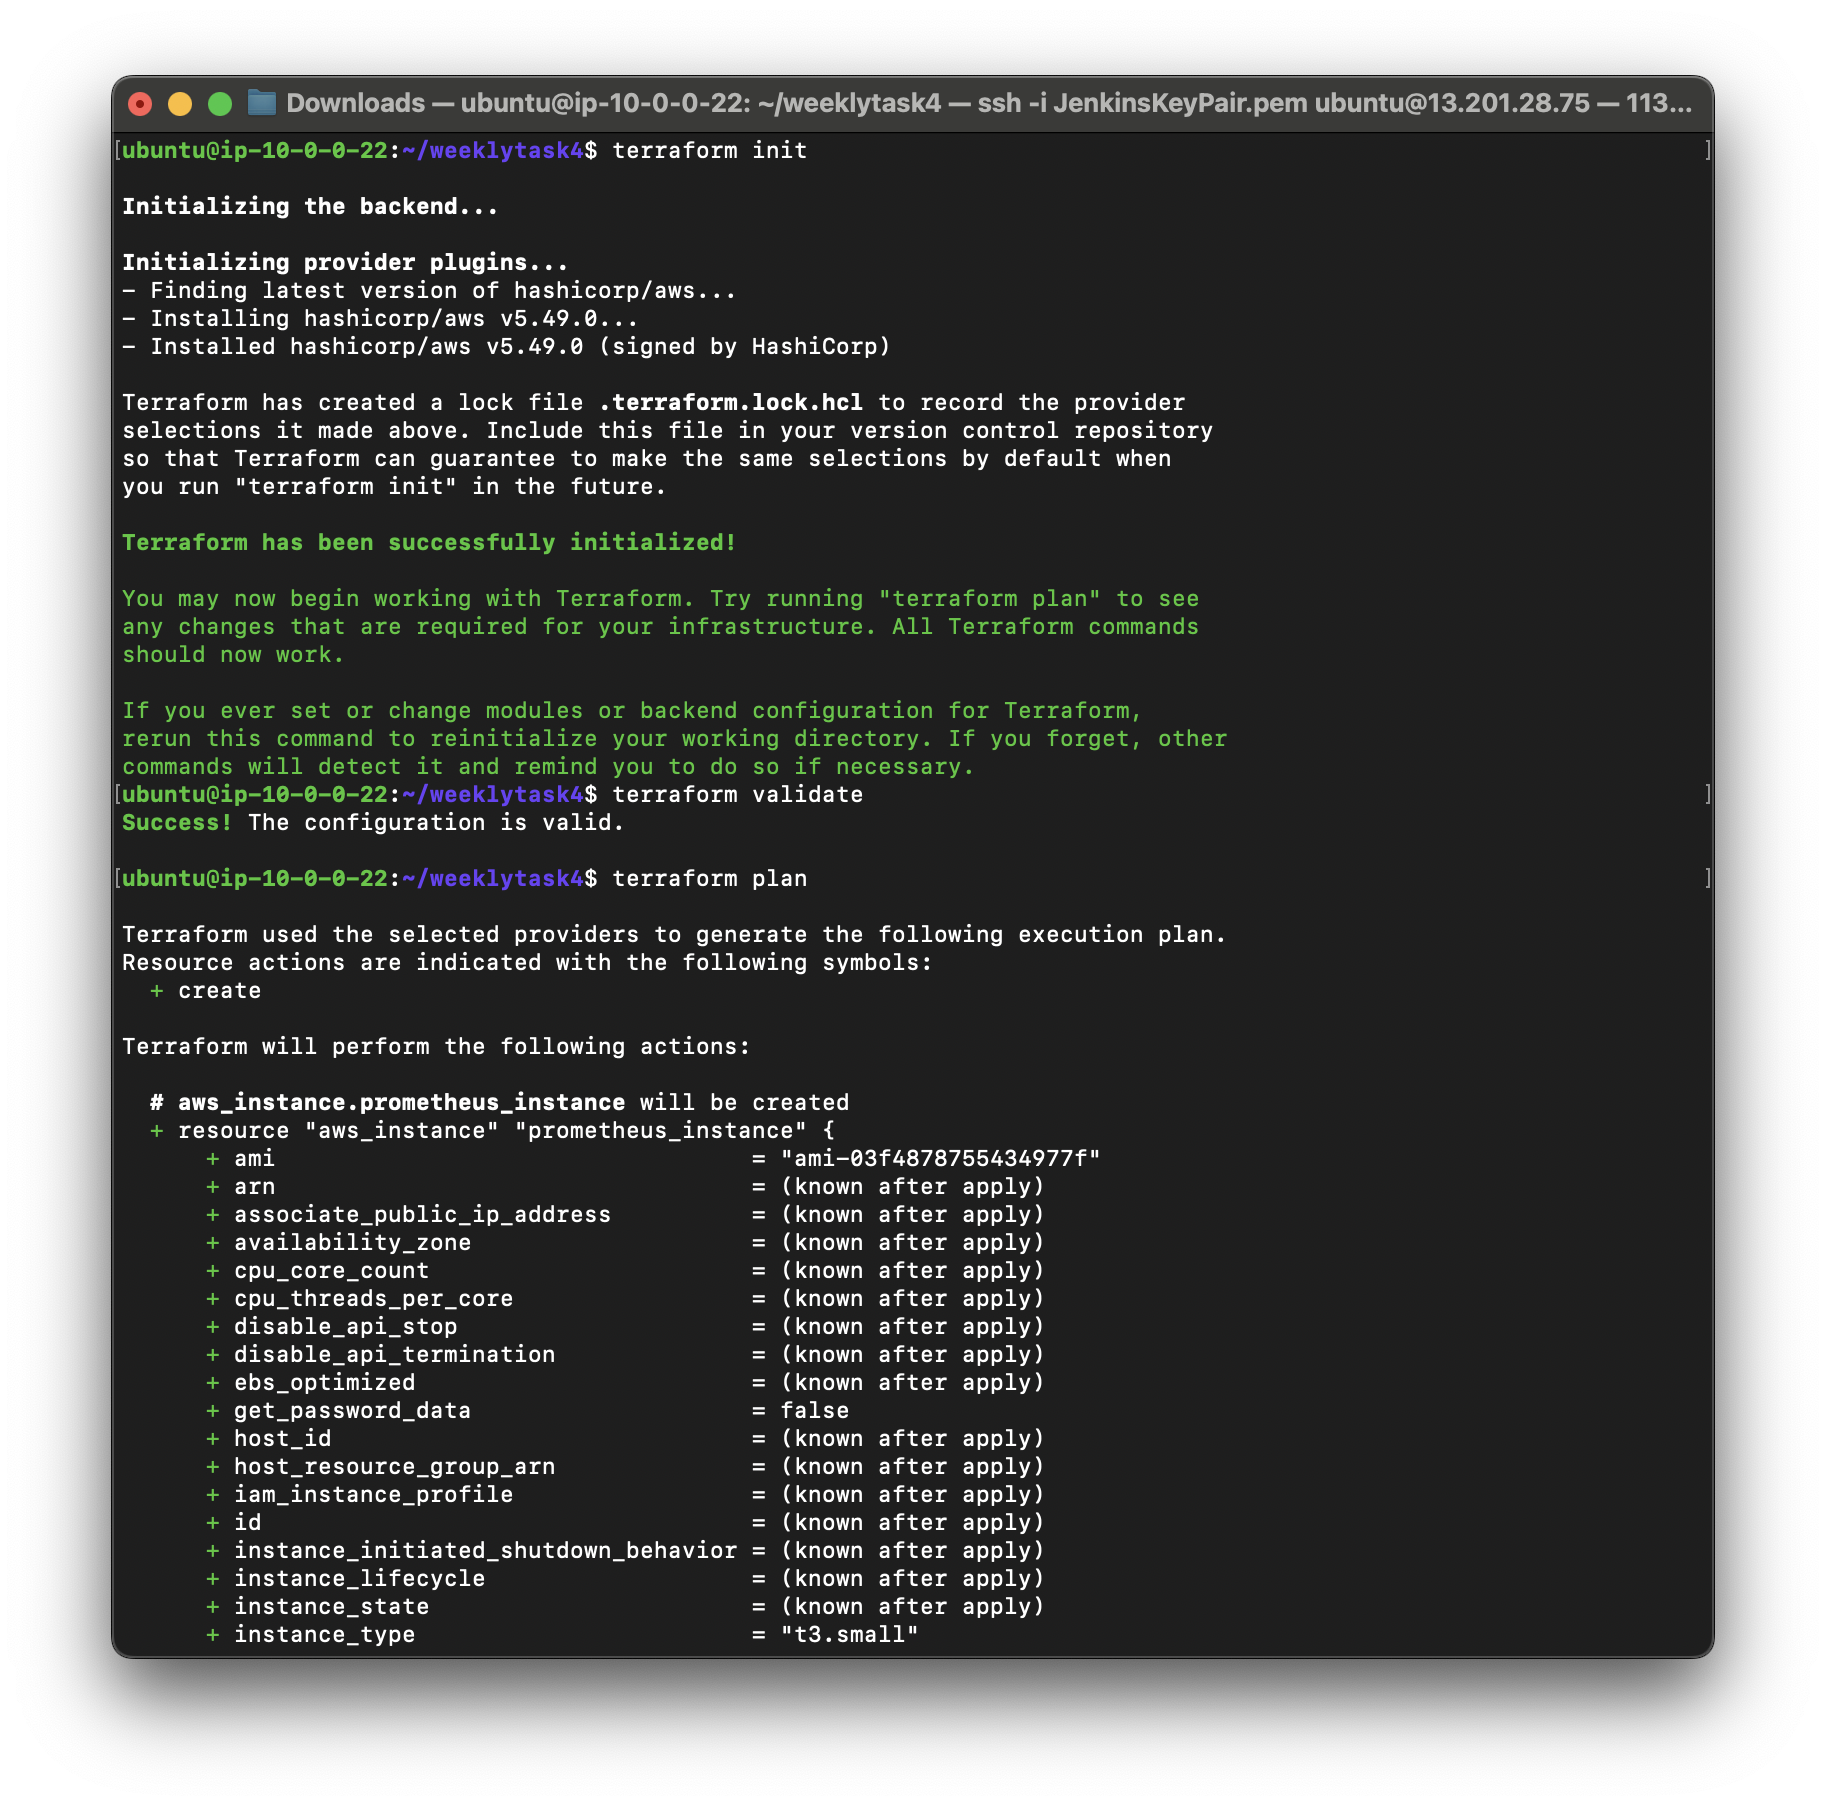 Downloads — ubuntu@ip-10-0-0-22: ~/weeklytask4 — ssh -i JenkinsKeyPair.pem ubuntu@13.201.28.75 — 113...
[ubuntu@ip-10-0-0-22:~/weeklytask4$ terraform init ]
Initializing the backend...
Initializing provider plugins...
- Finding latest version of hashicorp/aws...
- Installing hashicorp/aws v5.49.0...
- Installed hashicorp/aws v5.49.0 (signed by HashiCorp)
Terraform has created a lock file .terraform.lock.hcl to record the provider
selections it made above. Include this file in your version control repository
so that Terraform can guarantee to make the same selections by default when
you run "terraform init" in the future.
Terraform has been successfully initialized!
You may now begin working with Terraform. Try running "terraform plan" to see
any changes that are required for your infrastructure. All Terraform commands
should now work.
If you ever set or change modules or backend configuration for Terraform,
rerun this command to reinitialize your working directory. If you forget, other
commands will detect it and remind you to do so if necessary.
[ubuntu@ip-10-0-0-22:~/weeklytask4$ terraform validate ]
Success! The configuration is valid.
[ubuntu@ip-10-0-0-22:~/weeklytask4$ terraform plan ]
Terraform used the selected providers to generate the following execution plan.
Resource actions are indicated with the following symbols:
  + create
Terraform will perform the following actions:
  # aws_instance.prometheus_instance will be created
  + resource "aws_instance" "prometheus_instance" {
      + ami                                  = "ami-03f4878755434977f"
      + arn                                  = (known after apply)
      + associate_public_ip_address          = (known after apply)
      + availability_zone                    = (known after apply)
      + cpu_core_count                       = (known after apply)
      + cpu_threads_per_core                 = (known after apply)
      + disable_api_stop                     = (known after apply)
      + disable_api_termination              = (known after apply)
      + ebs_optimized                        = (known after apply)
      + get_password_data                    = false
      + host_id                              = (known after apply)
      + host_resource_group_arn              = (known after apply)
      + iam_instance_profile                 = (known after apply)
      + id                                   = (known after apply)
      + instance_initiated_shutdown_behavior = (known after apply)
      + instance_lifecycle                   = (known after apply)
      + instance_state                       = (known after apply)
      + instance_type                        = "t3.small"